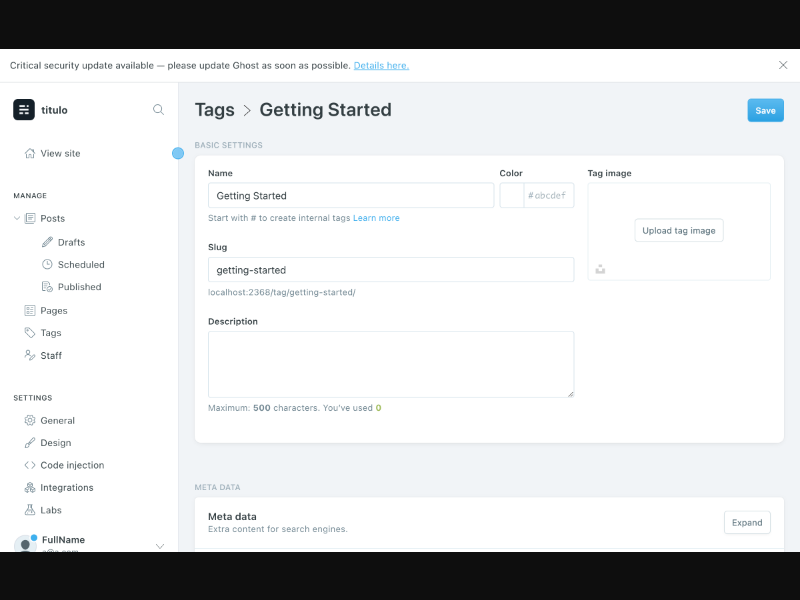 Critical security update available — please update Ghost as soon as possible. Details here.
titulo
Tags > Getting Started
Save
View site
BASIC SETTINGS
Name
Color
Tag image
MANAGE
Getting Started
#abcdef
Posts
Start with # to create internal tags Learn more
Upload tag image
Drafts
Slug
Scheduled
getting-started
Published
localhost:2368/tag/getting-started/
Pages
Description
Tags
Staff
SETTINGS
Maximum: 500 characters. You've used 0
General
Design
Code injection
Integrations
META DATA
Labs
Meta data
Extra content for search engines.
Expand
FullName